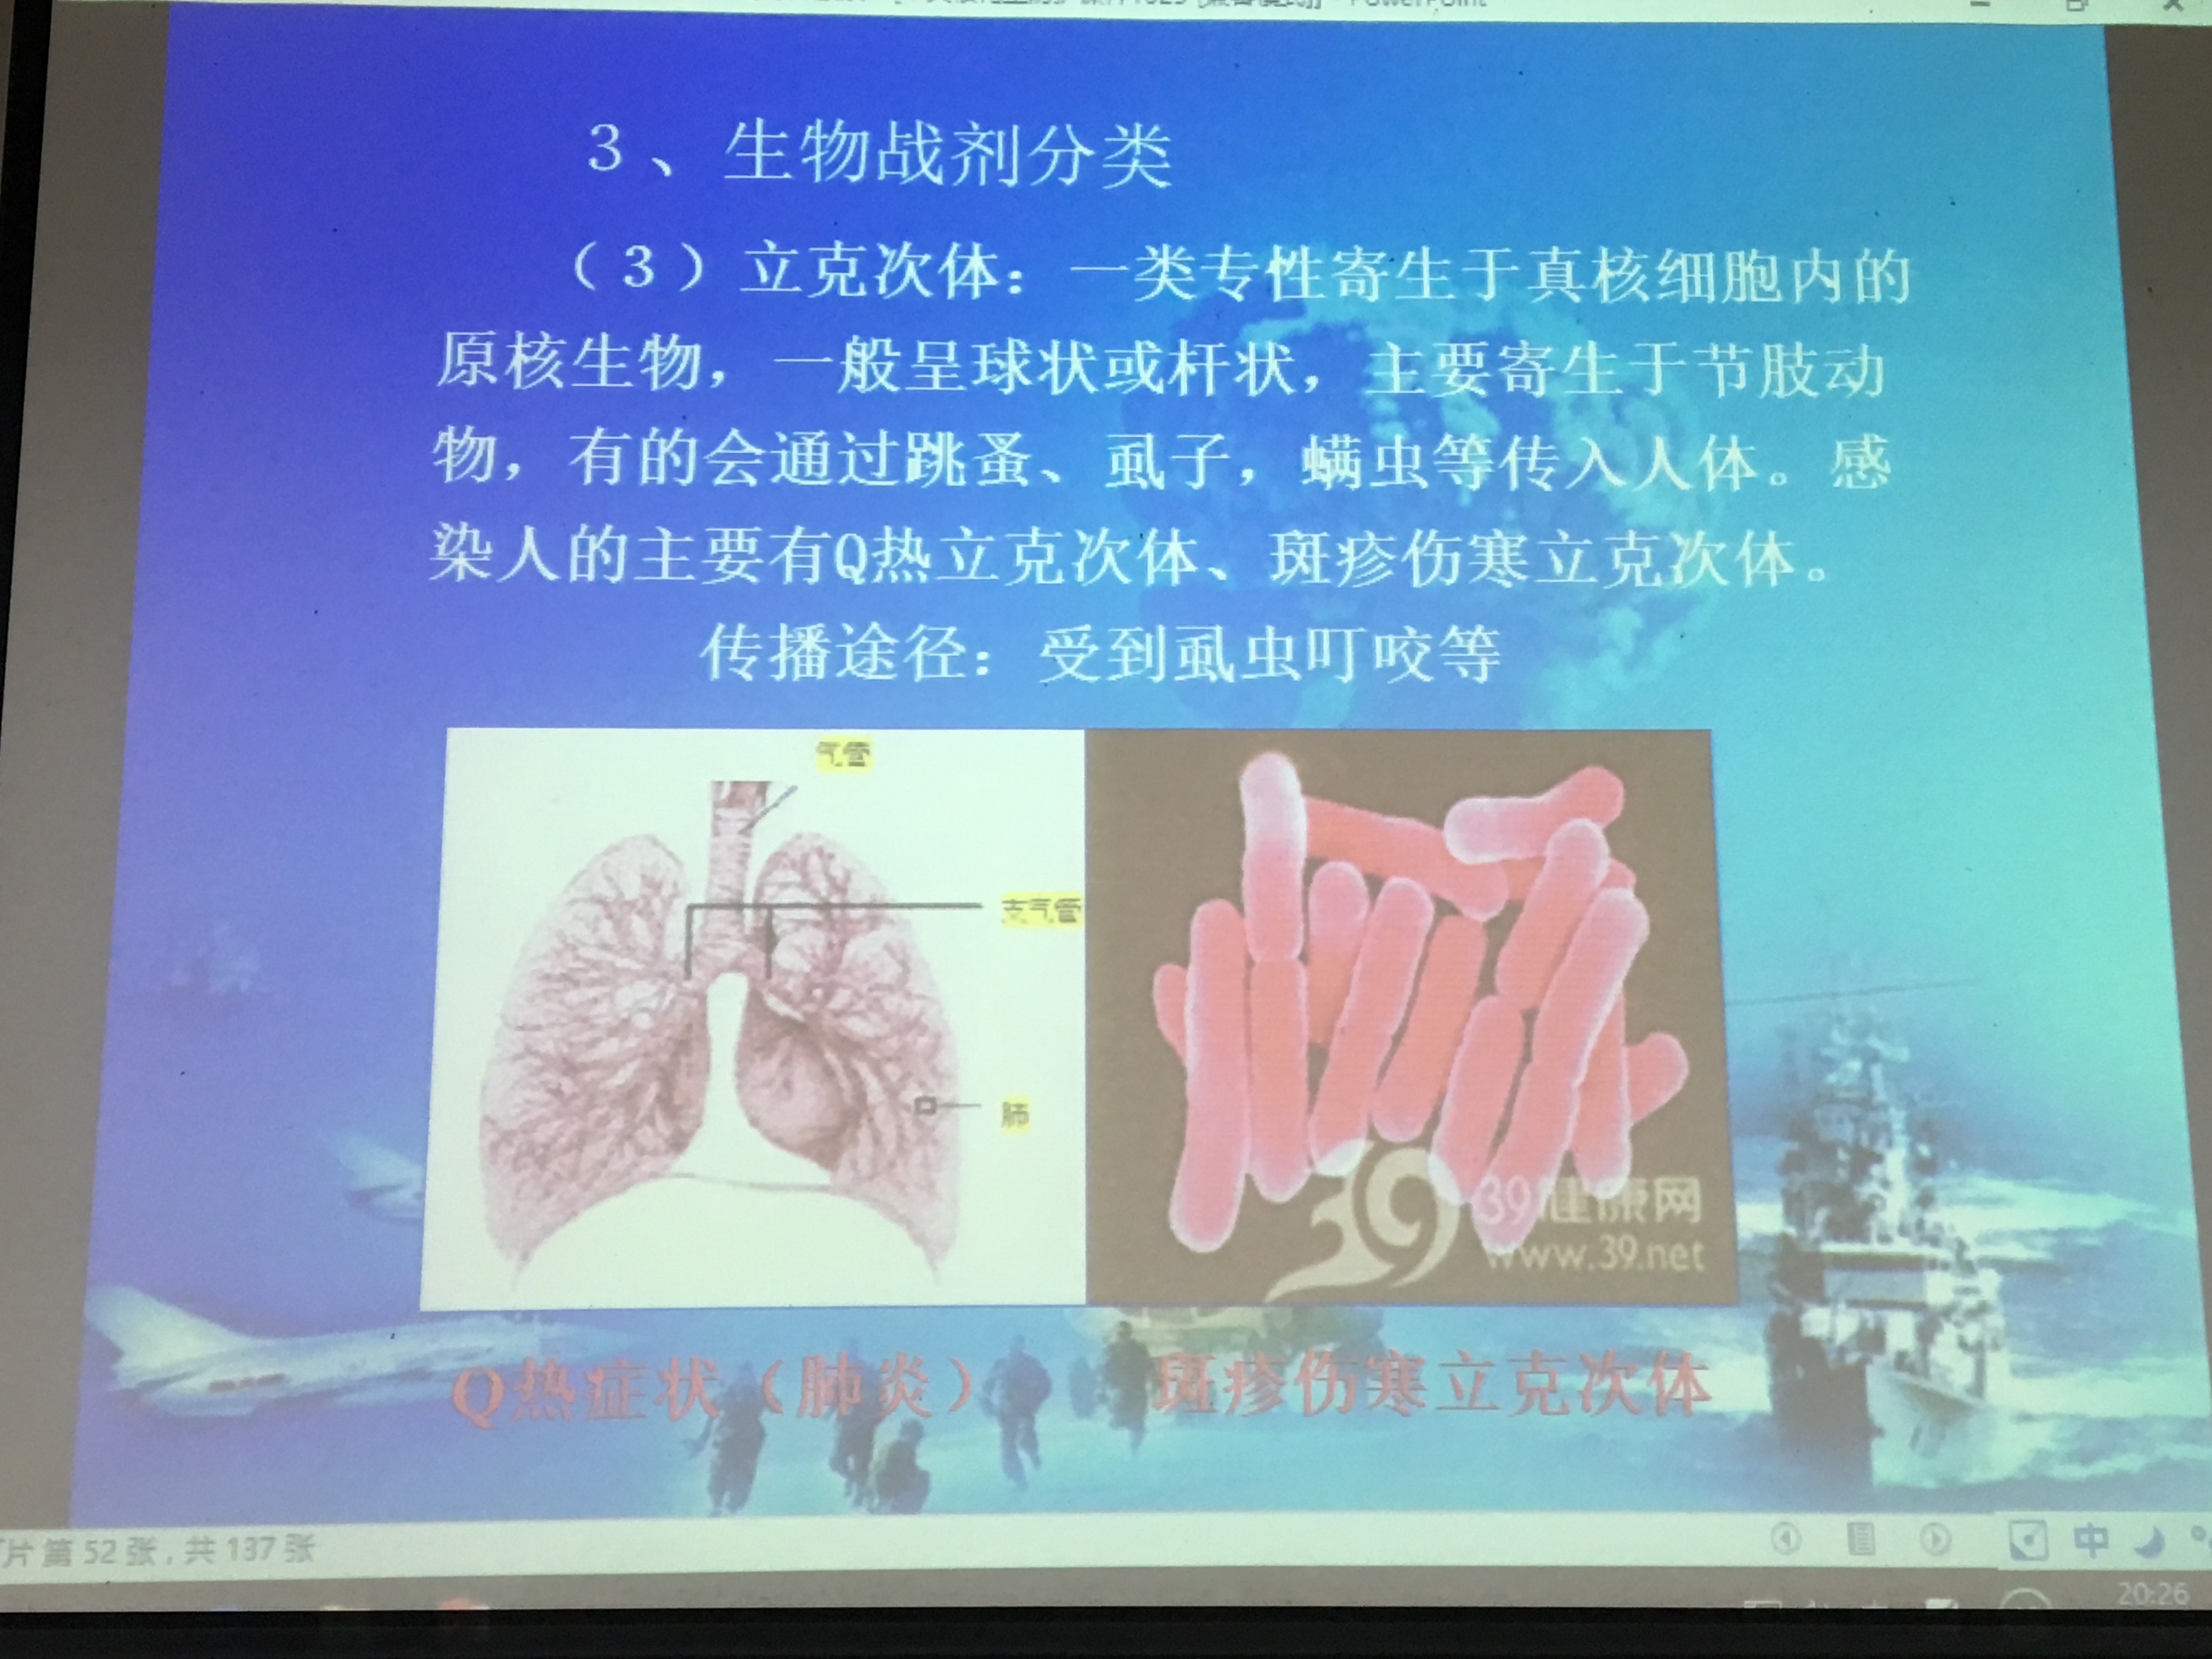 PowerPoint
3、生物战剂分类
（3）立克次体：一类专性寄生于真核细胞内的
原核生物，一般呈球状或杆状，主要寄生于节肢动
物，有的会通过跳蚤、虱子，螨虫等传入人体。感
染人的主要有Q热立克次体、斑疹伤寒立克次体。
传播途径：受到虱虫叮咬等
气管
支气管
肺
39健康网
www.39.net
Q热症状（肺炎）
斑疹伤寒立克次体
片 第 52 张，共 137 张
中
20:26